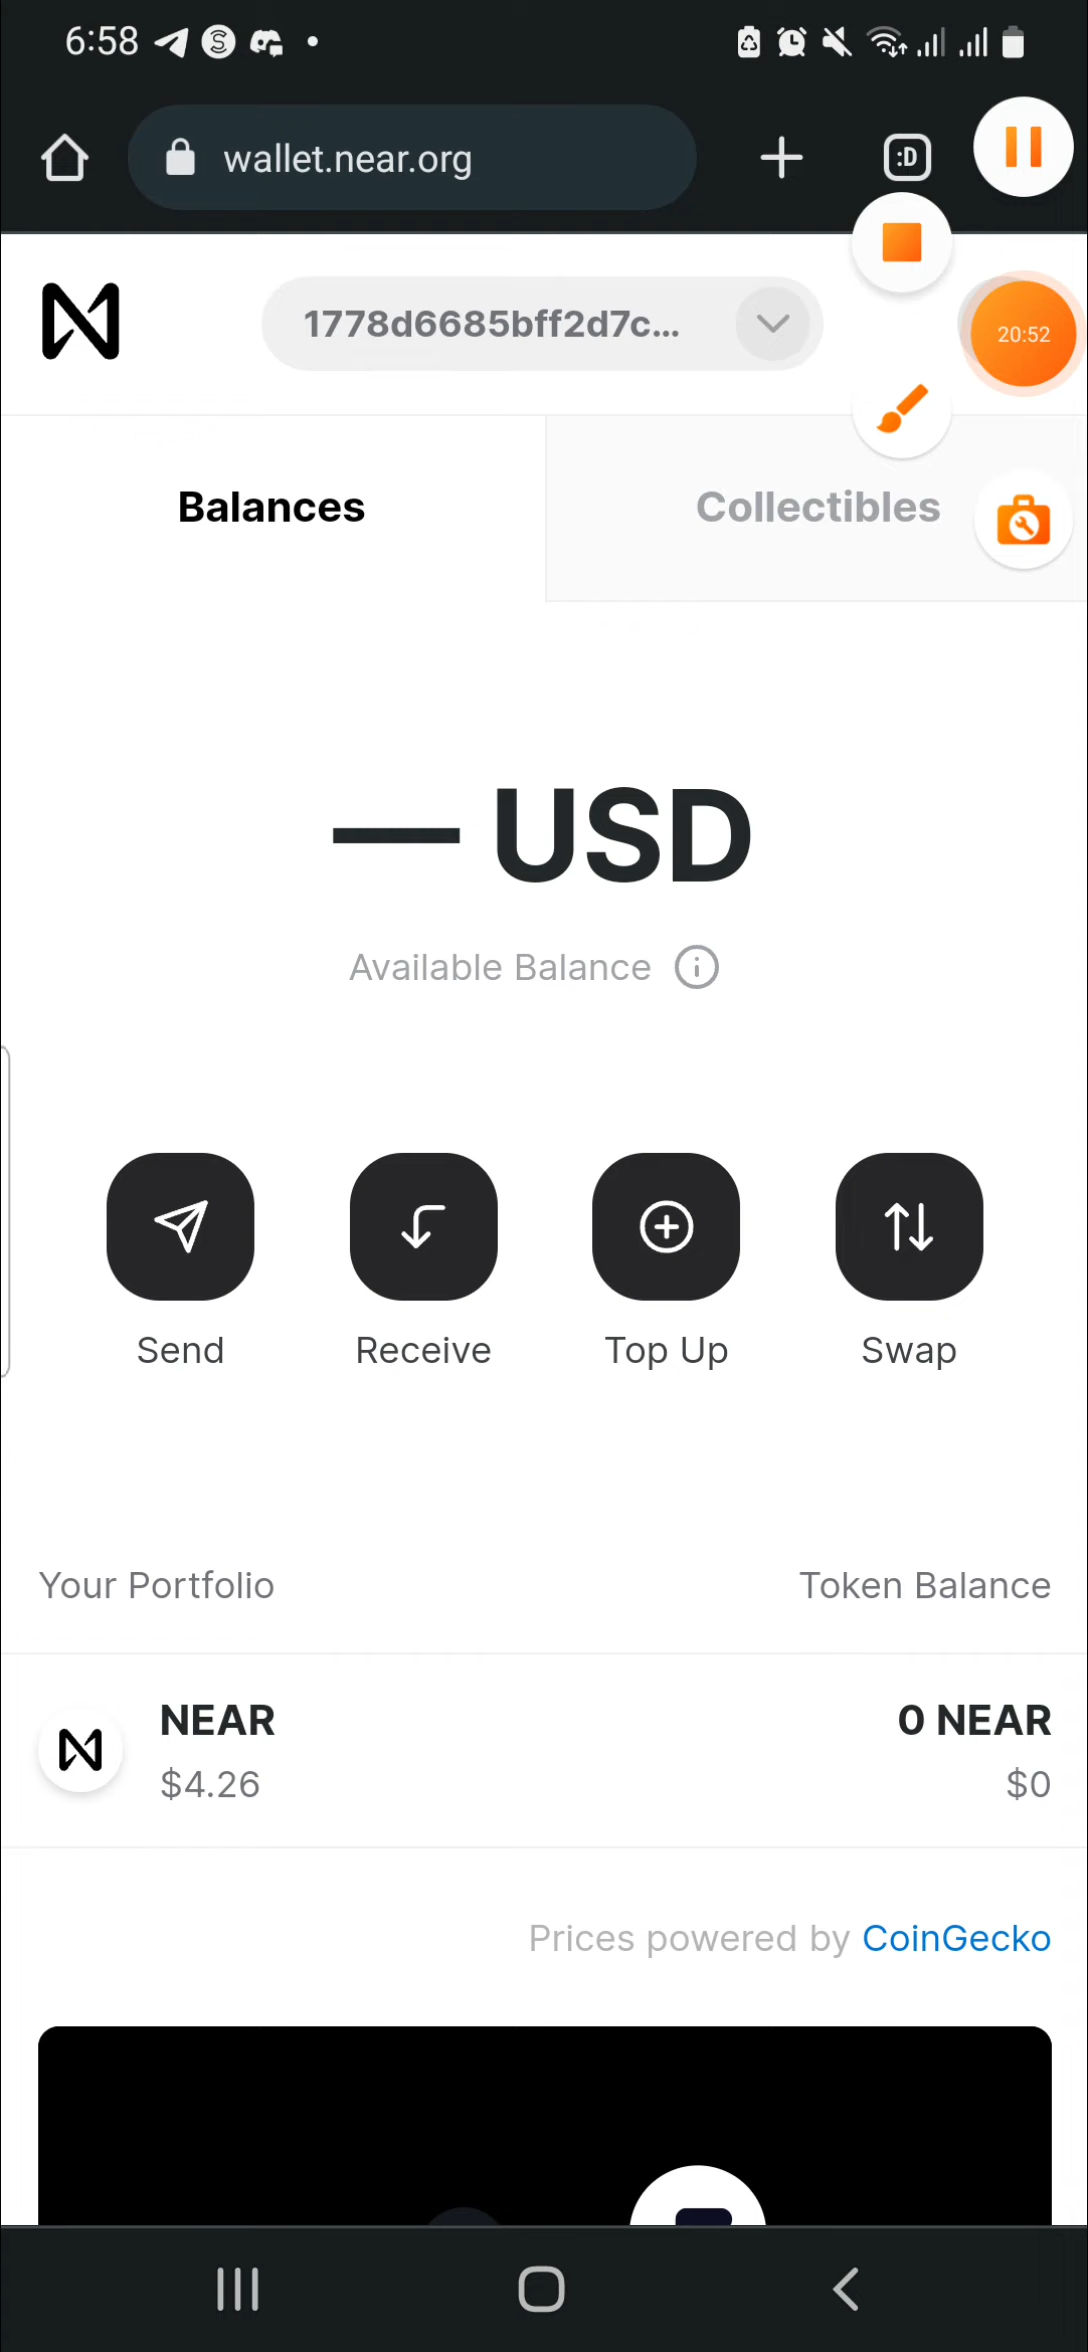 6:58
wallet.near.org
:D
1778d6685bff2d7c...
20:52
Balances
Collectibles
— USD
Available Balance
Send
Receive
Top Up
Swap
Your Portfolio
Token Balance
NEAR
0 NEAR
$4.26
$0
Prices powered by CoinGecko